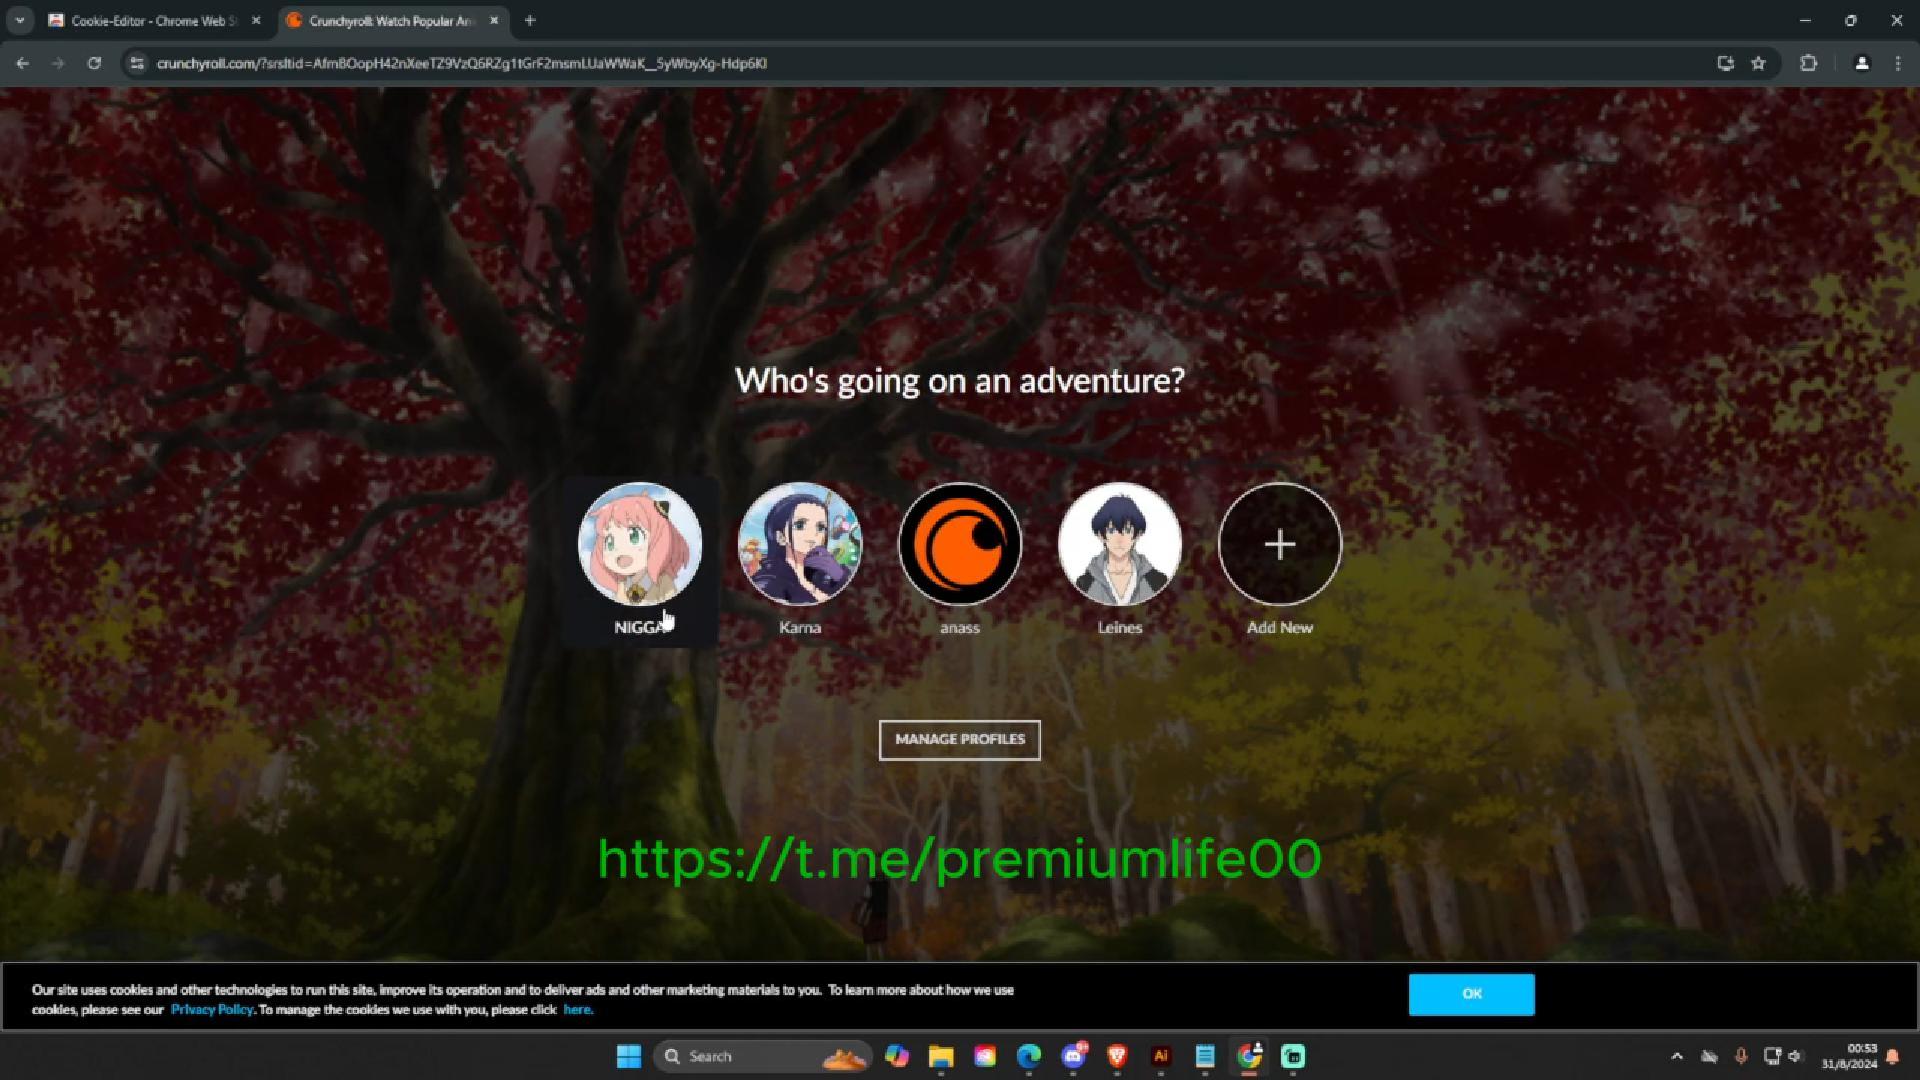 Cookie-Editor - Chrome Web S
Crunchyroll: Watch Popular An
crunchyroll.com/?srsltid=AfmBOopH42nXeeTZ9VzQ6RZg1tGrF2msmLUaWWaK__5yWbyXg-Hdp6Kl
Who's going on an adventure?
NIGGA
Karna
anass
Leines
Add New
MANAGE PROFILES
https://t.me/premiumlife00
Our site uses cookies and other technologies to run this site, improve its operation and to deliver ads and other marketing materials to you. To learn more about how we use
cookies, please see our Privacy Policy. To manage the cookies we use with you, please click here.
OK
Search
Ai
00:53
31/8/2024